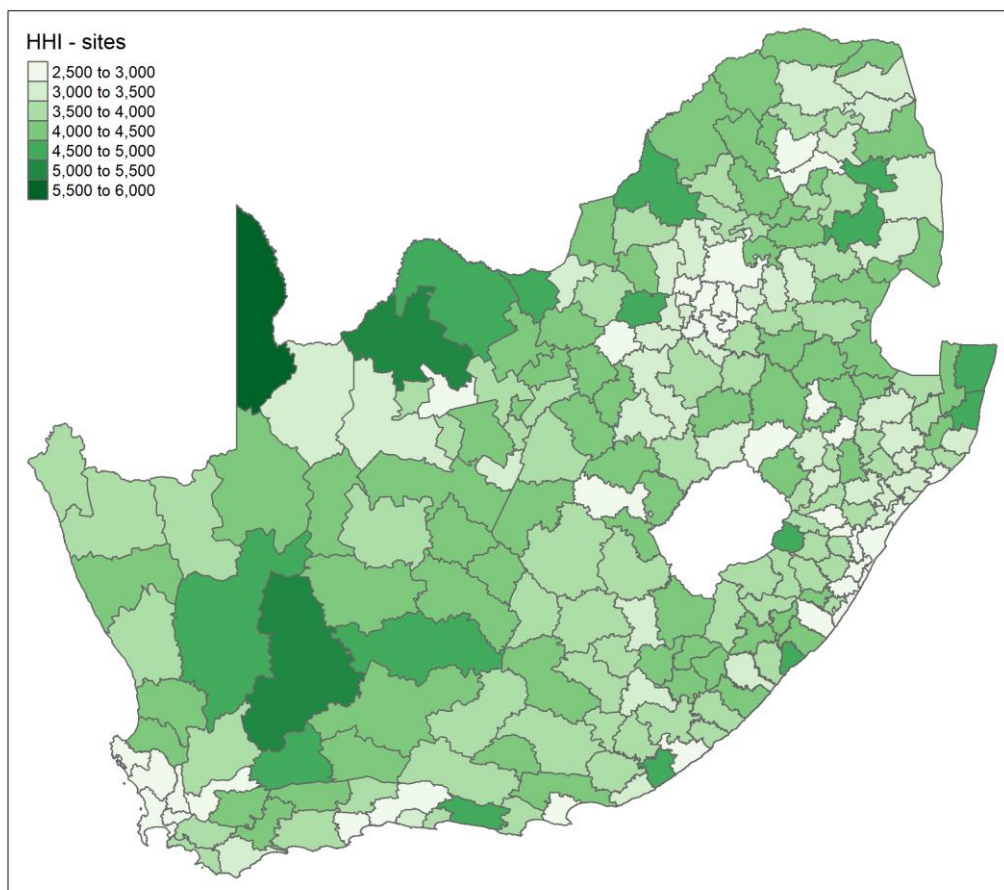 HHI - sites
2,500 to 3,000
3,000 to 3,500
3,500 to 4,000
4,000 to 4,500
4,500 to 5,000
5,000 to 5,500
5,500 to 6,000